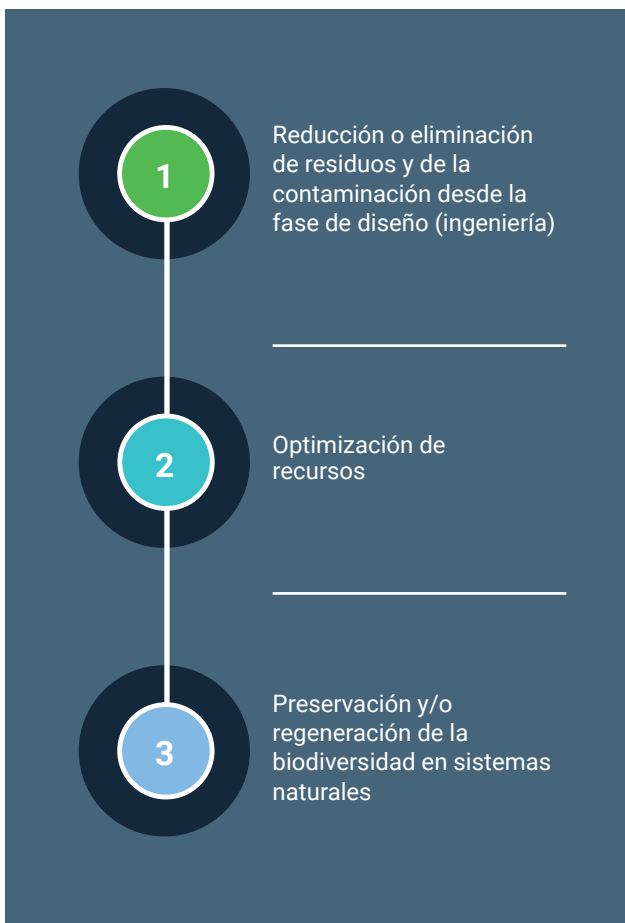 1
Reducción o eliminación
de residuos y de la
contaminación desde la
fase de diseño (ingeniería)
2
Optimización de
recursos
3
Preservación y/o
regeneración de la
biodiversidad en sistemas
naturales